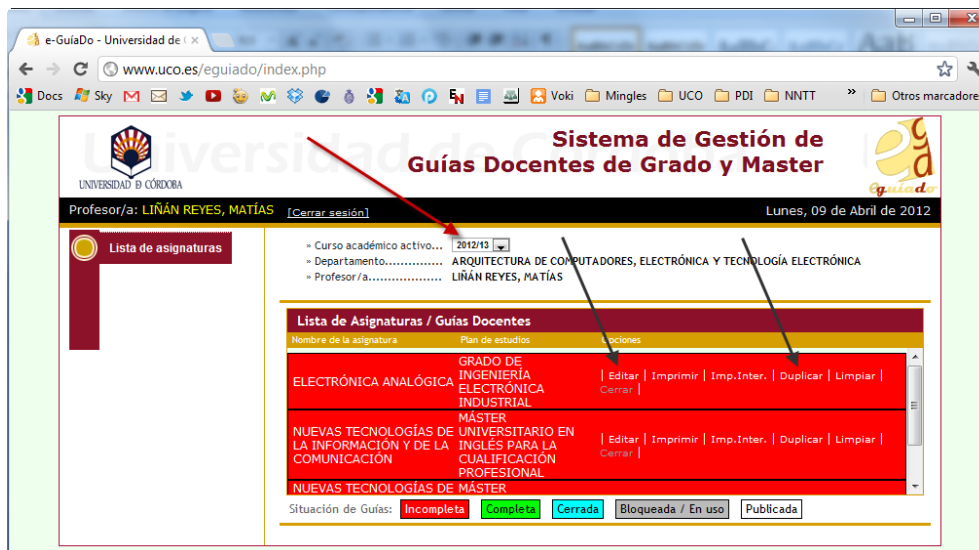 e-GuíaDo - Universidad de
www.uco.es/eguiado/index.php
Docs Sky Voki Mingles UCO PDI NNTT » Otros marcadore
Sistema de Gestión de
Guías Docentes de Grado y Master
UNIVERSIDAD D CÓRDOBA
eguiado
Profesor/a: LIÑÁN REYES, MATÍAS [Cerrar sesión] Lunes, 09 de Abril de 2012
Lista de asignaturas
» Curso académico activo... 2012/13
» Departamento............... ARQUITECTURA DE COMPUTADORES, ELECTRÓNICA Y TECNOLOGÍA ELECTRÓNICA
» Profesor/a................... LIÑÁN REYES, MATÍAS
Lista de Asignaturas / Guías Docentes
Nombre de la asignatura Plan de estudios Opciones
ELECTRÓNICA ANALÓGICA
GRADO DE
INGENIERÍA
ELECTRÓNICA
INDUSTRIAL
| Editar | Imprimir | Imp.Inter. | Duplicar | Limpiar |
Cerrar |
NUEVAS TECNOLOGÍAS DE
LA INFORMACIÓN Y DE LA
COMUNICACIÓN
MÁSTER
UNIVERSITARIO EN
INGLÉS PARA LA
CUALIFICACIÓN
PROFESIONAL
| Editar | Imprimir | Imp.Inter. | Duplicar | Limpiar |
Cerrar |
NUEVAS TECNOLOGÍAS DE MÁSTER
Situación de Guías: Incompleta Completa Cerrada Bloqueada / En uso Publicada